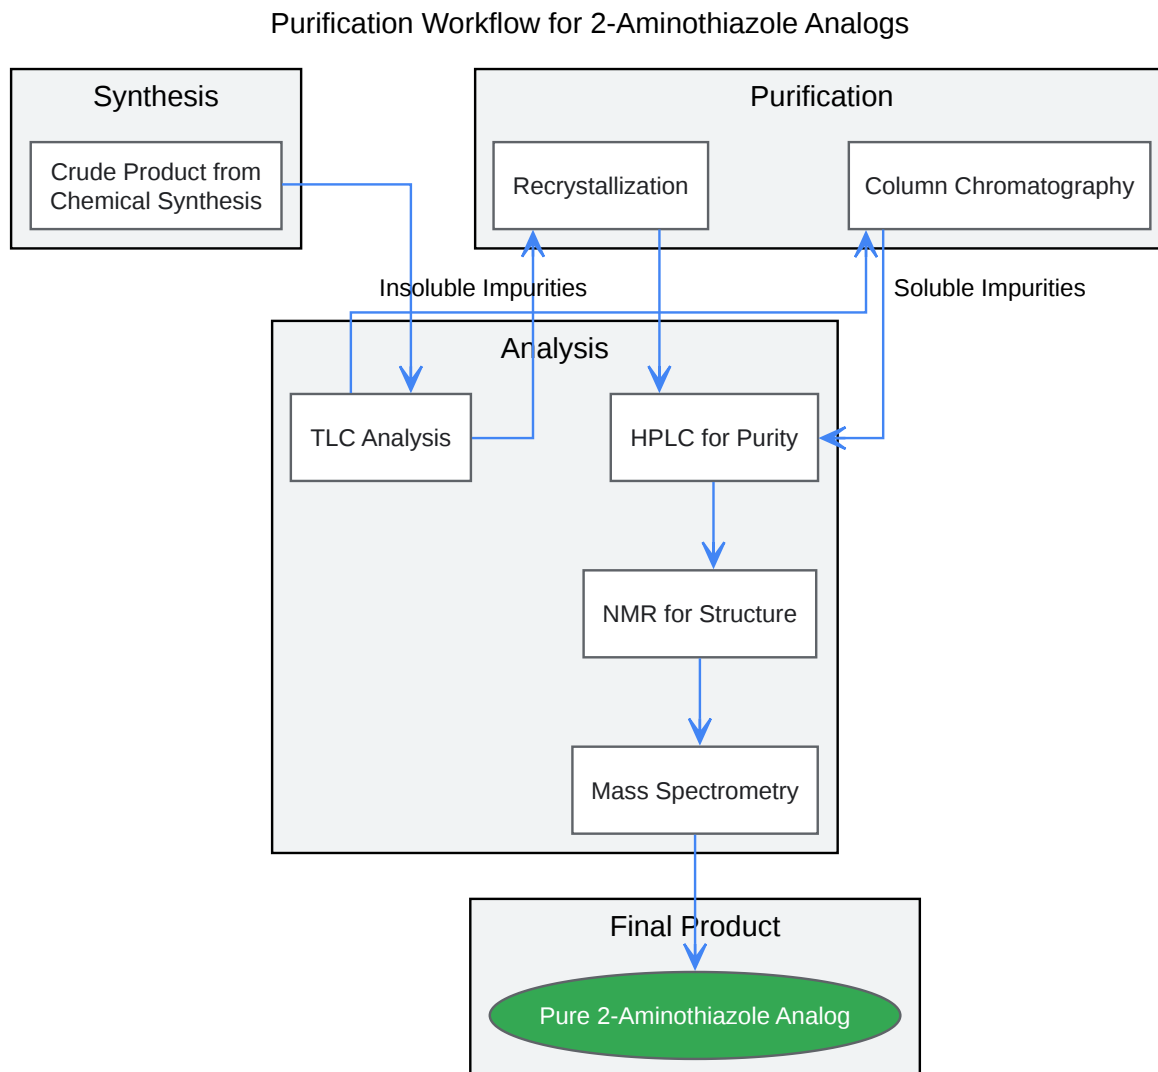 Purification Workflow for 2-Aminothiazole Analogs
Synthesis
Crude Product from
Chemical Synthesis
Purification
Recrystallization
Column Chromatography
Insoluble Impurities
Soluble Impurities
Analysis
TLC Analysis
HPLC for Purity
NMR for Structure
Mass Spectrometry
Final Product
Pure 2-Aminothiazole Analog